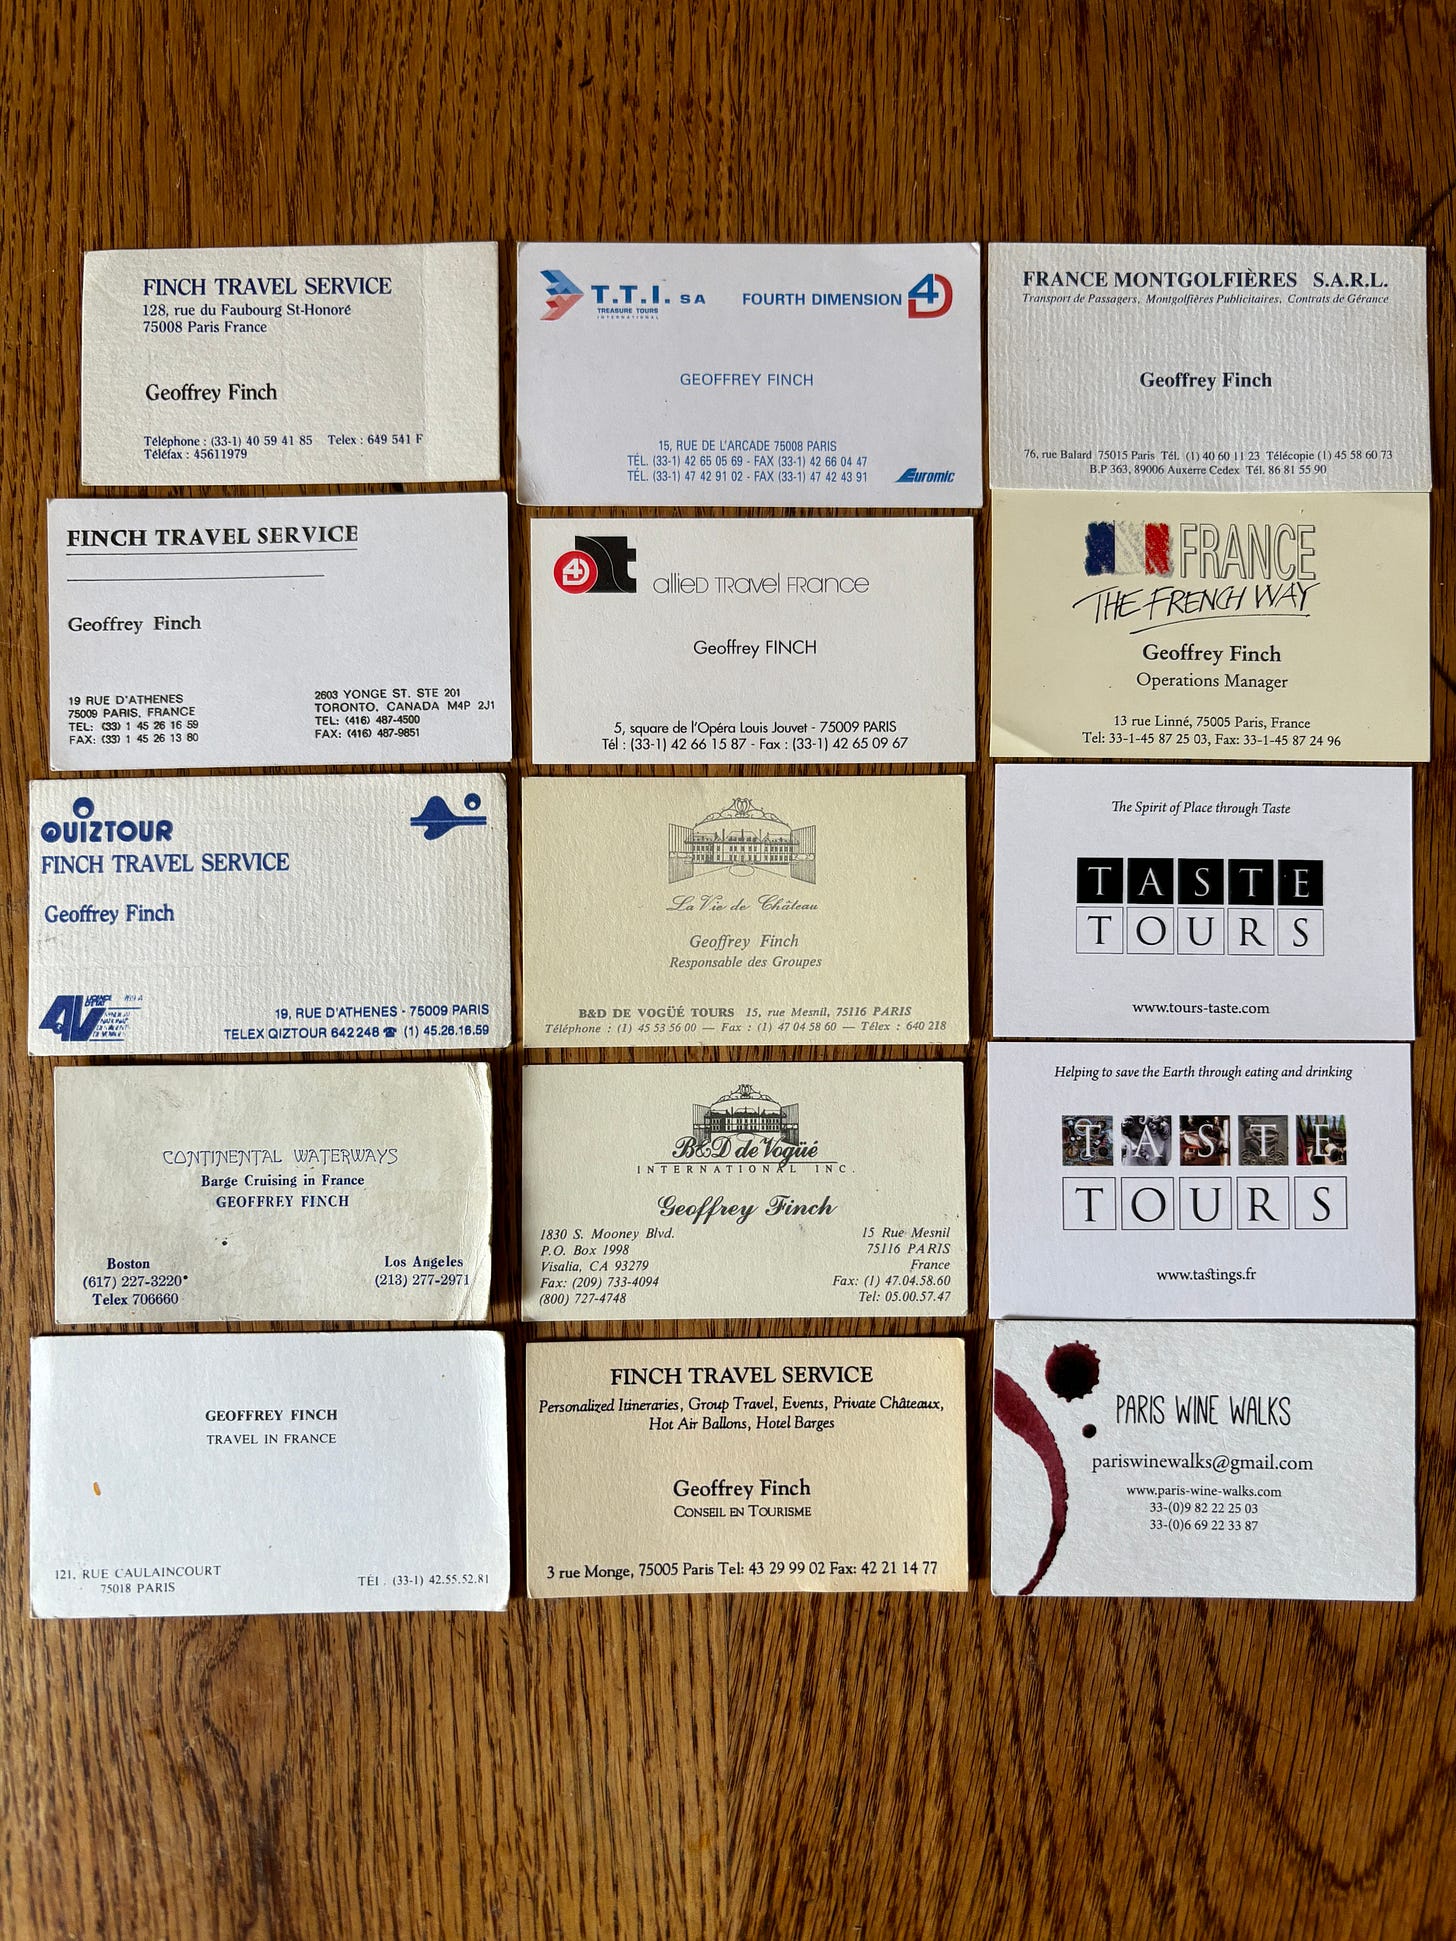 FINCH TRAVEL SERVICE
128, rue du Faubourg St-Honoré
75008 Paris France
Geoffrey Finch
Téléphone : (33-1) 40 59 41 85 Telex : 649 541 F
Téléfax : 45611979
FINCH TRAVEL SERVICE
Geoffrey Finch
19 RUE D'ATHENES
75009 PARIS, FRANCE
TEL: (33) 1 45 26 16 59
FAX: (33) 1 45 26 13 80
2603 YONGE ST. STE 201
TORONTO, CANADA M4P 2J1
TEL: (416) 487-4500
FAX: (416) 487-9851
QUIZTOUR
FINCH TRAVEL SERVICE
Geoffrey Finch
19, RUE D'ATHENES - 75009 PARIS
TELEX QIZTOUR 642 248 ☎ (1) 45.26.16.59
CONTINENTAL WATERWAYS
Barge Cruising in France
GEOFFREY FINCH
Boston
(617) 227-3220
Telex 706660
Los Angeles
(213) 277-2971
GEOFFREY FINCH
TRAVEL IN FRANCE
121, RUE CAULAINCOURT
75018 PARIS
TÉL. (33-1) 42.55.52.81
T.T.I. SA
TREASURE TOURS
INTERNATIONAL
FOURTH DIMENSION 4D
GEOFFREY FINCH
15, RUE DE L'ARCADE 75008 PARIS
TÉL. (33-1) 42 65 05 69 - FAX (33-1) 42 66 04 47
TÉL. (33-1) 47 42 91 02 - FAX (33-1) 47 42 43 91
Euromic
4D at allieD TRavel FRance
Geoffrey FINCH
5, square de l'Opéra Louis Jouvet - 75009 PARIS
Tél : (33-1) 42 66 15 87 - Fax : (33-1) 42 65 09 67
La Vie de Château
Geoffrey Finch
Responsable des Groupes
B&D DE VOGÜÉ TOURS 15, rue Mesnil, 75116 PARIS
Téléphone : (1) 45 53 56 00 — Fax : (1) 47 04 58 60 — Télex : 640 218
B&D de Vogüé
INTERNATIONAL INC.
Geoffrey Finch
1830 S. Mooney Blvd.
P.O. Box 1998
Visalia, CA 93279
Fax: (209) 733-4094
(800) 727-4748
15 Rue Mesnil
75116 PARIS
France
Fax: (1) 47.04.58.60
Tel: 05.00.57.47
FINCH TRAVEL SERVICE
Personalized Itineraries, Group Travel, Events, Private Châteaux,
Hot Air Ballons, Hotel Barges
Geoffrey Finch
CONSEIL EN TOURISME
3 rue Monge, 75005 Paris Tel: 43 29 99 02 Fax: 42 21 14 77
FRANCE MONTGOLFIÈRES S.A.R.L.
Transport de Passagers, Montgolfières Publicitaires, Contrats de Gérance
Geoffrey Finch
76, rue Balard 75015 Paris Tél. (1) 40 60 11 23 Télécopie (1) 45 58 60 73
B.P 363, 89006 Auxerre Cedex Tél. 86 81 55 90
FRANCE
THE FRENCH WAY
Geoffrey Finch
Operations Manager
13 rue Linné, 75005 Paris, France
Tel: 33-1-45 87 25 03, Fax: 33-1-45 87 24 96
The Spirit of Place through Taste
TASTE
TOURS
www.tours-taste.com
Helping to save the Earth through eating and drinking
TASTE
TOURS
www.tastings.fr
PARIS WINE WALKS
pariswinewalks@gmail.com
www.paris-wine-walks.com
33-(0)9 82 22 25 03
33-(0)6 69 22 33 87